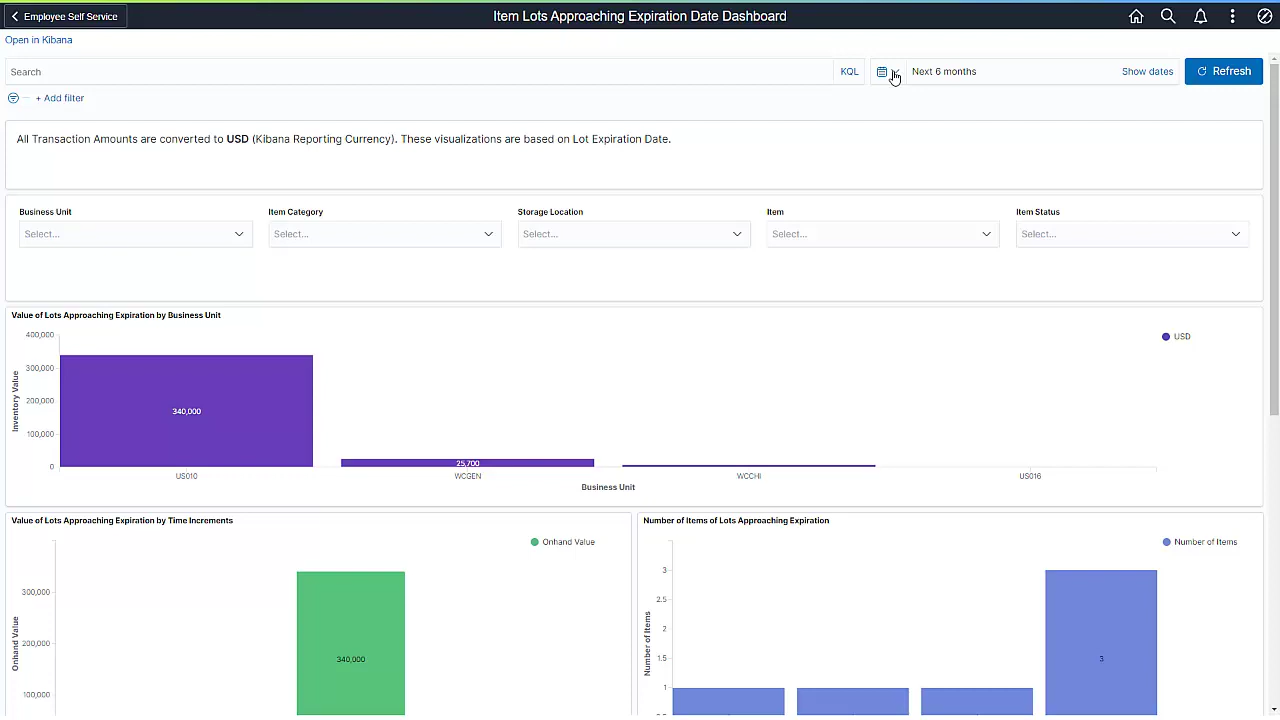 Employee Self Service
Item Lots Approaching Expiration Date Dashboard
Open in Kibana
Search
KQL
Next 6 months
Show dates
Refresh
+ Add filter
All Transaction Amounts are converted to USD (Kibana Reporting Currency). These visualizations are based on Lot Expiration Date.
Business Unit
Item Category
Storage Location
Item
Item Status
Select...
Select...
Select...
Select...
Select...
Value of Lots Approaching Expiration by Business Unit
400,000
300,000
200,000
100,000
0
Inventory Value
340,000
25,700
US010
WCGEN
WCCHI
US016
Business Unit
USD
Value of Lots Approaching Expiration by Time Increments
Onhand Value
300,000
200,000
100,000
Onhand Value
340,000
Number of Items of Lots Approaching Expiration
Number of Items
3
2.5
2
1.5
1
Number of Items
3